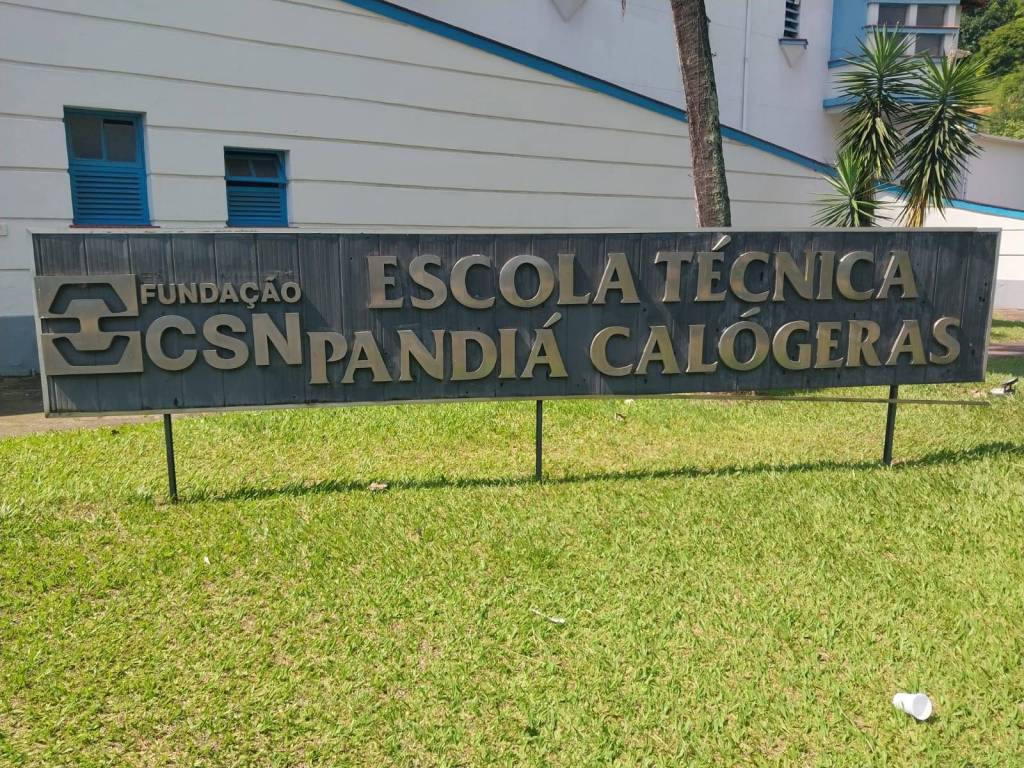 FUNDAÇÃO
CSN
ESCOLA TÉCNICA
PANDIÁ CALÓGERAS